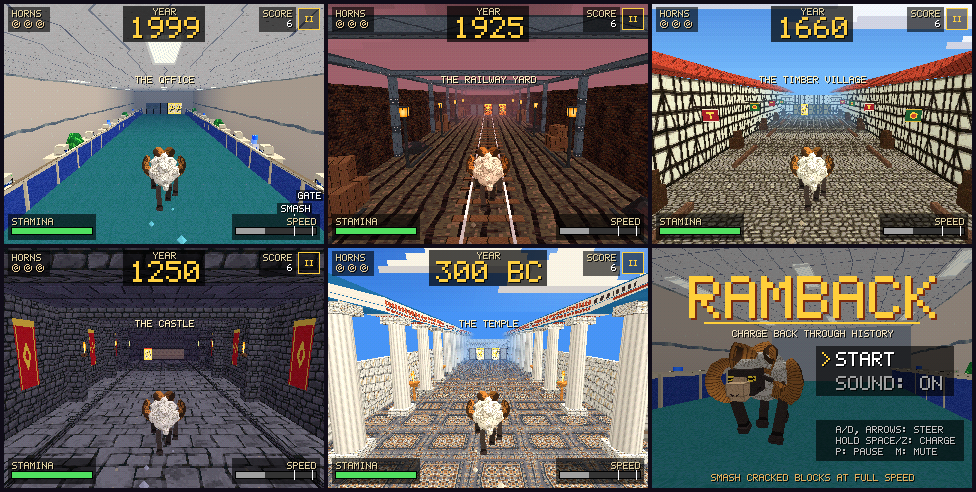 HORNS
YEAR
1999
SCORE
6
II
THE OFFICE
GATE
SMASH
STAMINA
SPEED
HORNS
YEAR
1925
SCORE
6
II
THE RAILWAY YARD
STAMINA
SPEED
HORNS
YEAR
1660
SCORE
6
II
THE TIMBER VILLAGE
STAMINA
SPEED
HORNS
YEAR
1250
SCORE
6
II
THE CASTLE
STAMINA
SPEED
HORNS
YEAR
300 BC
SCORE
6
II
THE TEMPLE
STAMINA
SPEED
RAMBACK
CHARGE BACK THROUGH HISTORY
START
SOUND: ON
A/D, ARROWS: STEER
HOLD SPACE/Z: CHARGE
P: PAUSE M: MUTE
SMASH CRACKED BLOCKS AT FULL SPEED